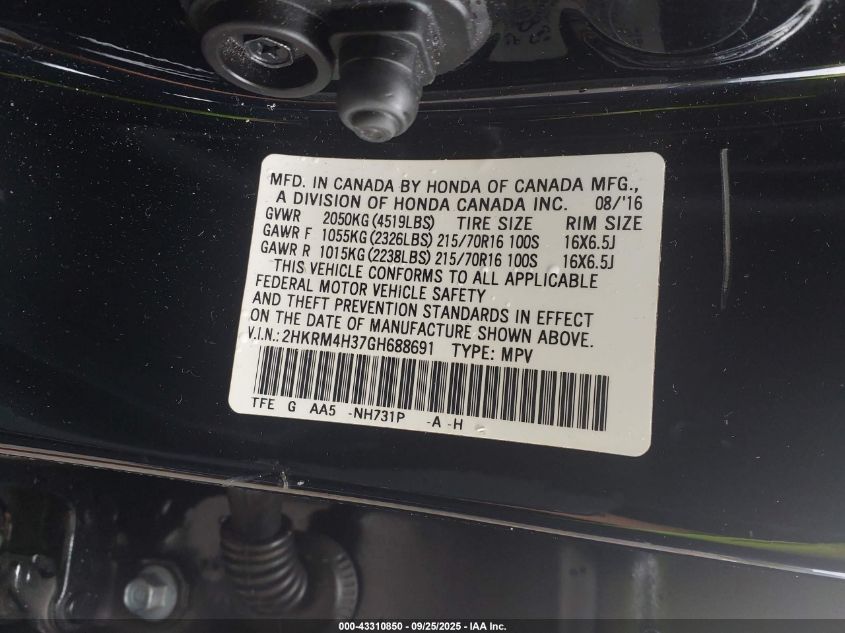 MFD. IN CANADA BY HONDA OF CANADA MFG.,
A DIVISION OF HONDA CANADA INC. 08/'16
GVWR 2050KG (4519LBS) TIRE SIZE RIM SIZE
GAWR F 1055KG (2326LBS) 215/70R16 100S 16X6.5J
GAWR R 1015KG (2238LBS) 215/70R16 100S 16X6.5J
THIS VEHICLE CONFORMS TO ALL APPLICABLE
FEDERAL MOTOR VEHICLE SAFETY
AND THEFT PREVENTION STANDARDS IN EFFECT
ON THE DATE OF MANUFACTURE SHOWN ABOVE.
V.I.N.: 2HKRM4H37GH688691 TYPE: MPV
TFE G AA5 -NH731P -A -H
000-43310850 - 09/25/2025 - IAA Inc.